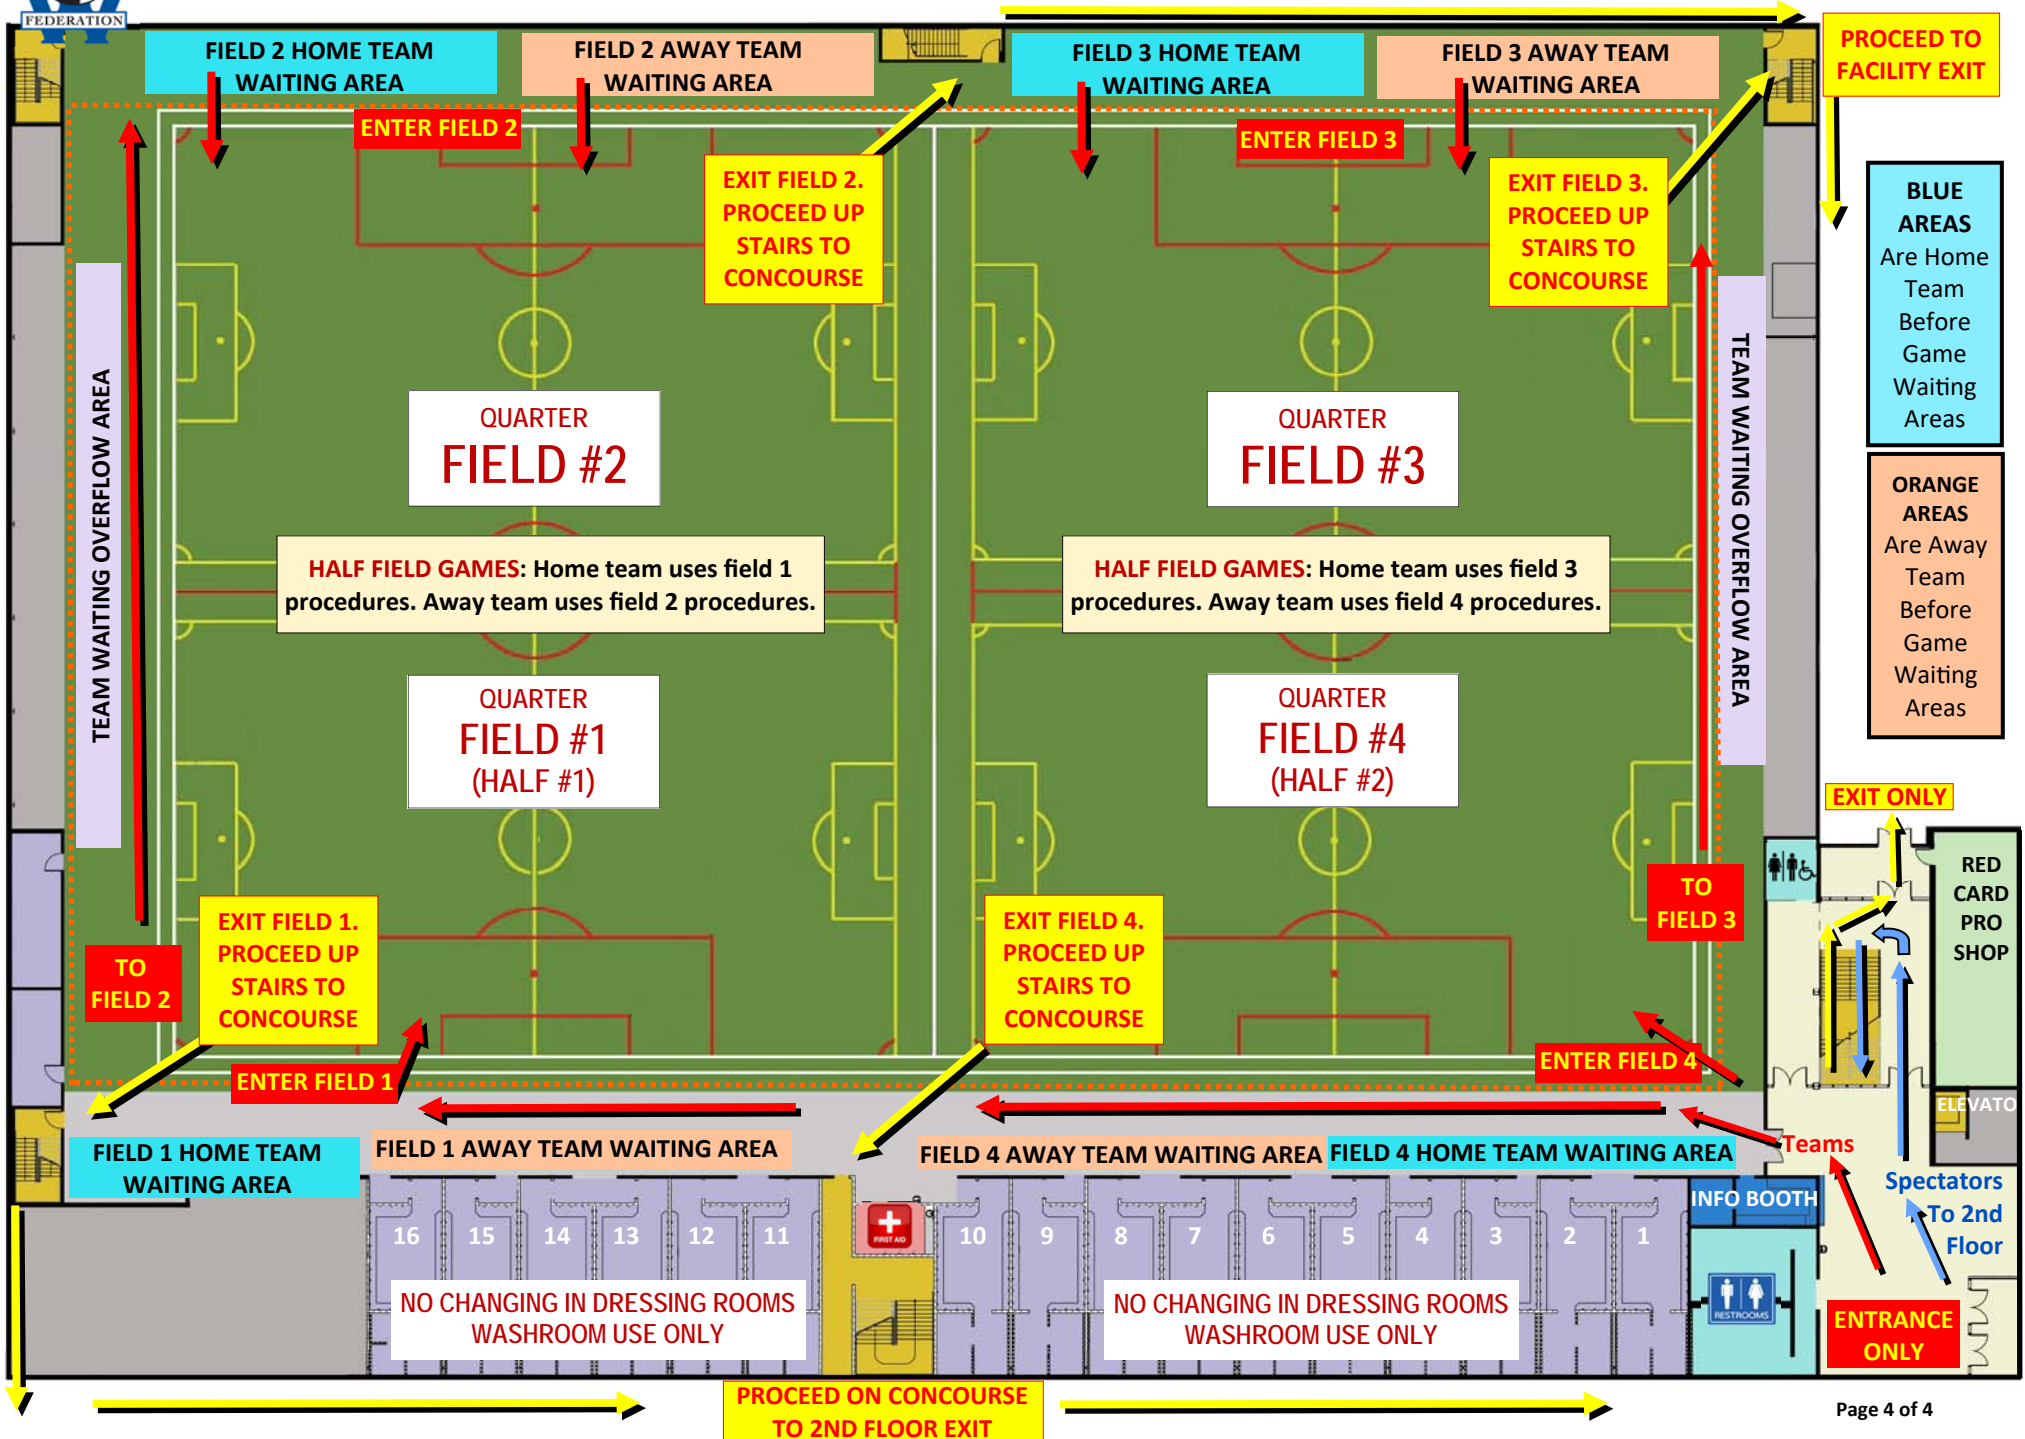 FEDERATION
FIELD 2 HOME TEAM
WAITING AREA
FIELD 2 AWAY TEAM
WAITING AREA
FIELD 3 HOME TEAM
WAITING AREA
FIELD 3 AWAY TEAM
WAITING AREA
PROCEED TO
FACILITY EXIT
ENTER FIELD 2
ENTER FIELD 3
EXIT FIELD 2.
PROCEED UP
STAIRS TO
CONCOURSE
EXIT FIELD 3.
PROCEED UP
STAIRS TO
CONCOURSE
BLUE
AREAS
Are Home
Team
Before
Game
Waiting
Areas
TEAM WAITING OVERFLOW AREA
QUARTER
FIELD #2
QUARTER
FIELD #3
TEAM WAITING OVERFLOW AREA
ORANGE
AREAS
Are Away
Team
Before
Game
Waiting
Areas
HALF FIELD GAMES: Home team uses field 1
procedures. Away team uses field 2 procedures.
HALF FIELD GAMES: Home team uses field 3
procedures. Away team uses field 4 procedures.
QUARTER
FIELD #1
(HALF #1)
QUARTER
FIELD #4
(HALF #2)
EXIT ONLY
RED
CARD
PRO
SHOP
TO
FIELD 2
EXIT FIELD 1.
PROCEED UP
STAIRS TO
CONCOURSE
EXIT FIELD 4.
PROCEED UP
STAIRS TO
CONCOURSE
TO
FIELD 3
ENTER FIELD 1
ENTER FIELD 4
ELEVATO
FIELD 1 HOME TEAM
WAITING AREA
FIELD 1 AWAY TEAM WAITING AREA
FIELD 4 AWAY TEAM WAITING AREA
FIELD 4 HOME TEAM WAITING AREA
Teams
Spectators
To 2nd
Floor
INFO BOOTH
16 15 14 13 12 11
FIRST AID
10 9 8 7 6 5 4 3 2 1
NO CHANGING IN DRESSING ROOMS
WASHROOM USE ONLY
NO CHANGING IN DRESSING ROOMS
WASHROOM USE ONLY
RESTROOMS
ENTRANCE
ONLY
PROCEED ON CONCOURSE
TO 2ND FLOOR EXIT
Page 4 of 4